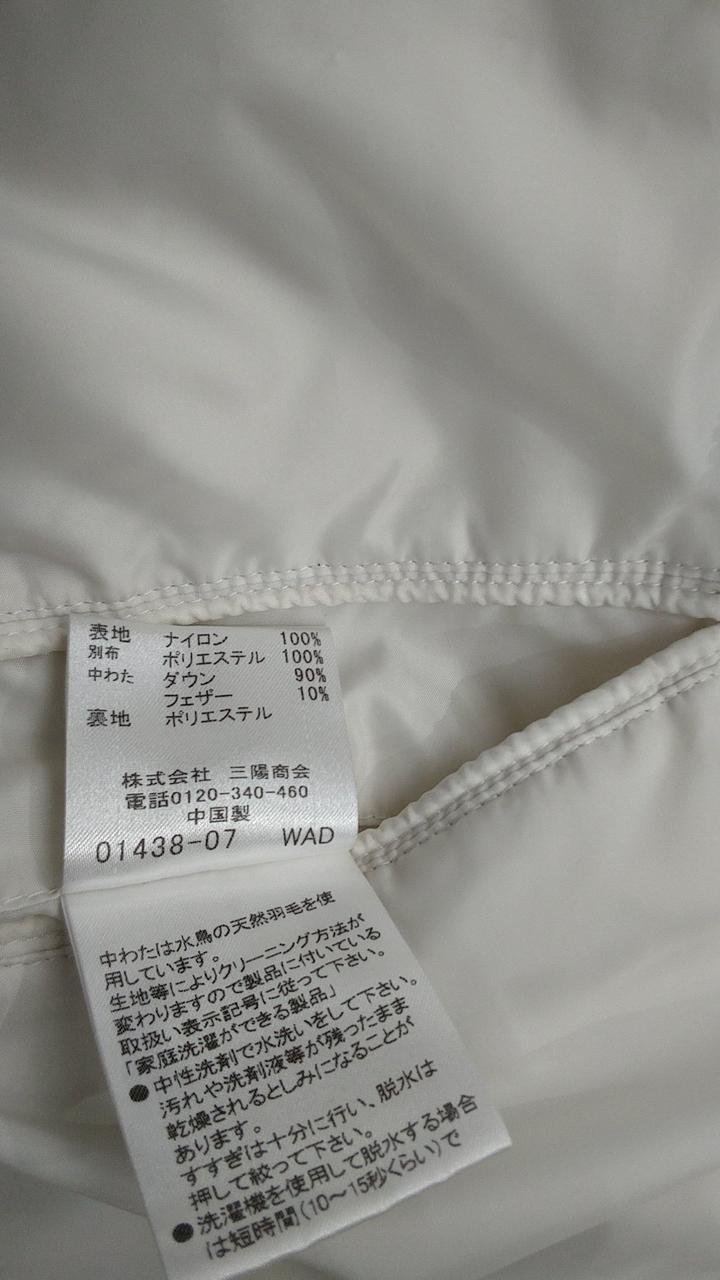 表地 ナイロン 100%
別布 ポリエステル 100%
中わた ダウン 90%
フェザー 10%
裏地 ポリエステル
株式会社 三陽商会
電話0120-340-460
中国製
01438-07 WAD
中わたは水鳥の天然羽毛を使
用しています。
生地等によりクリーニング方法が
変わりますので製品に付いている
取扱い表示記号に従って下さい。
「家庭洗濯ができる製品」
●中性洗剤で水洗いをして下さい。
汚れや洗剤液等が残ったまま
乾燥されるとしみになることが
あります。
すすぎは十分に行い、脱水は
押して絞って下さい。
●洗濯機を使用して脱水する場合
は短時間(10～15秒くらい)で